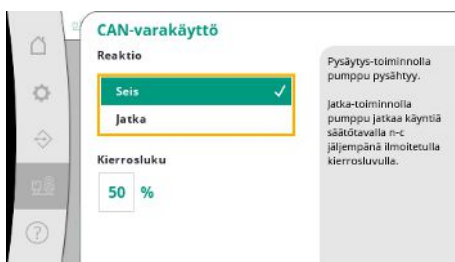 CAN-varakäyttö
Reaktio
Seis
Jatka
Kierrosluku
50 %
Pysäytys-toiminnolla
pumppu pysähtyy.
Jatka-toiminnolla
pumppu jatkaa käyntiä
säätötavalla n-c
jäljempänä ilmoitetulla
kierrosluvulla.
?